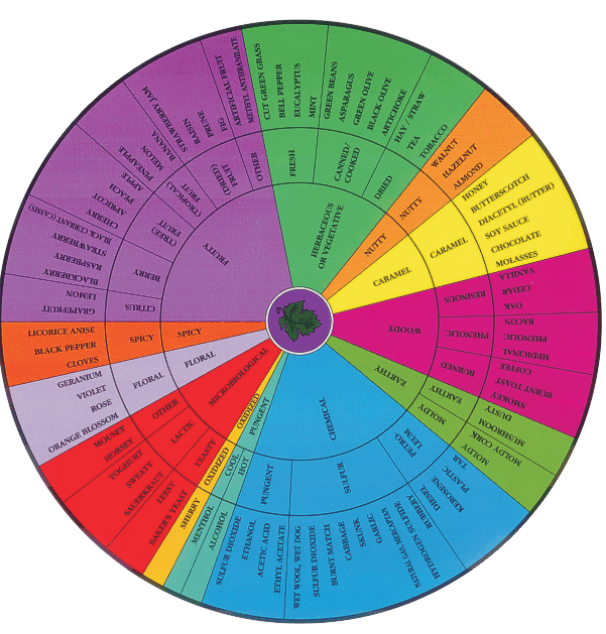 HERBACEOUS
OR VEGETATIVE
FRESH
CUT GREEN GRASS
BELL PEPPER
EUCALYPTUS
MINT
CANNED/
COOKED
GREEN BEANS
ASPARAGUS
GREEN OLIVE
BLACK OLIVE
ARTICHOKE
DRIED
HAY / STRAW
TEA
TOBACCO
NUTTY
NUTTY
WALNUT
HAZELNUT
ALMOND
CARAMEL
CARAMEL
HONEY
BUTTERSCOTCH
DIACETYL (BUTTER)
SOY SAUCE
CHOCOLATE
MOLASSES
WOODY
RESINOUS
VANILLA
CEDAR
OAK
PHENOLIC
BACON
PHENOLIC
MEDICINAL
BURNED
COFFEE
BURNT TOAST
SMOKEY
EARTHY
EARTHY
DUSTY
MUSHROOM
MOLDY
MOLDY CORK
MOLDY
CHEMICAL
PETRO
LEUM
TAR
PLASTIC
KEROSENE
DIESEL
SULFUR
RUBBERY
HYDROGEN SULFIDE
NATURAL GAS MERCAPTAN
GARLIC
SKUNK
CABBAGE
BURNT MATCH
SULFUR DIOXIDE
WET WOOL, WET DOG
PUNGENT
ETHYL ACETATE
ACETIC ACID
ETHANOL
SULFUR DIOXIDE
PUNGENT
HOT
ALCOHOL
COOL
MENTHOL
OXIDIZED
OXIDIZED
SHERRY
MICROBIOLOGICAL
YEASTY
BAKER'S YEAST
LEESY
LACTIC
SAUERKRAUT
SWEATY
YOGHURT
OTHER
HORSEY
MOUSEY
FLORAL
FLORAL
ORANGE BLOSSOM
ROSE
VIOLET
GERANIUM
SPICY
SPICY
CLOVES
BLACK PEPPER
LICORICE ANISE
FRUITY
CITRUS
GRAPEFRUIT
LEMON
BERRY
BLACKBERRY
RASPBERRY
STRAWBERRY
BLACK CURRANT (CASSIS)
(TREE)
FRUIT
CHERRY
APRICOT
PEACH
APPLE
(TROPICAL)
FRUIT
PINEAPPLE
MELON
BANANA
(DRIED)
FRUIT
STRAWBERRY JAM
RAISIN
PRUNE
FIG
OTHER
ARTIFICIAL FRUIT
METHYL ANTHRANILATE